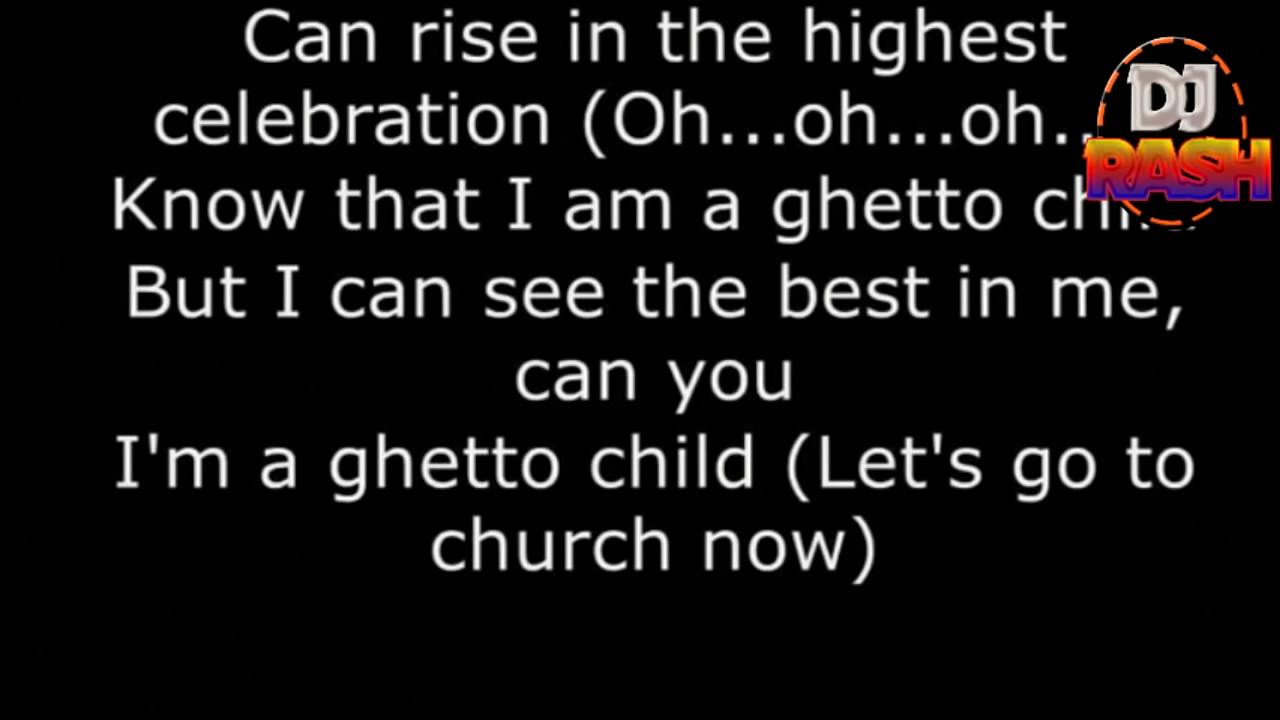 Can rise in the highest
celebration (Oh...oh...oh..
Know that I am a ghetto
But I can see the best in me,
can you
I'm a ghetto child (Let's go to
church now)
DJ
RASH